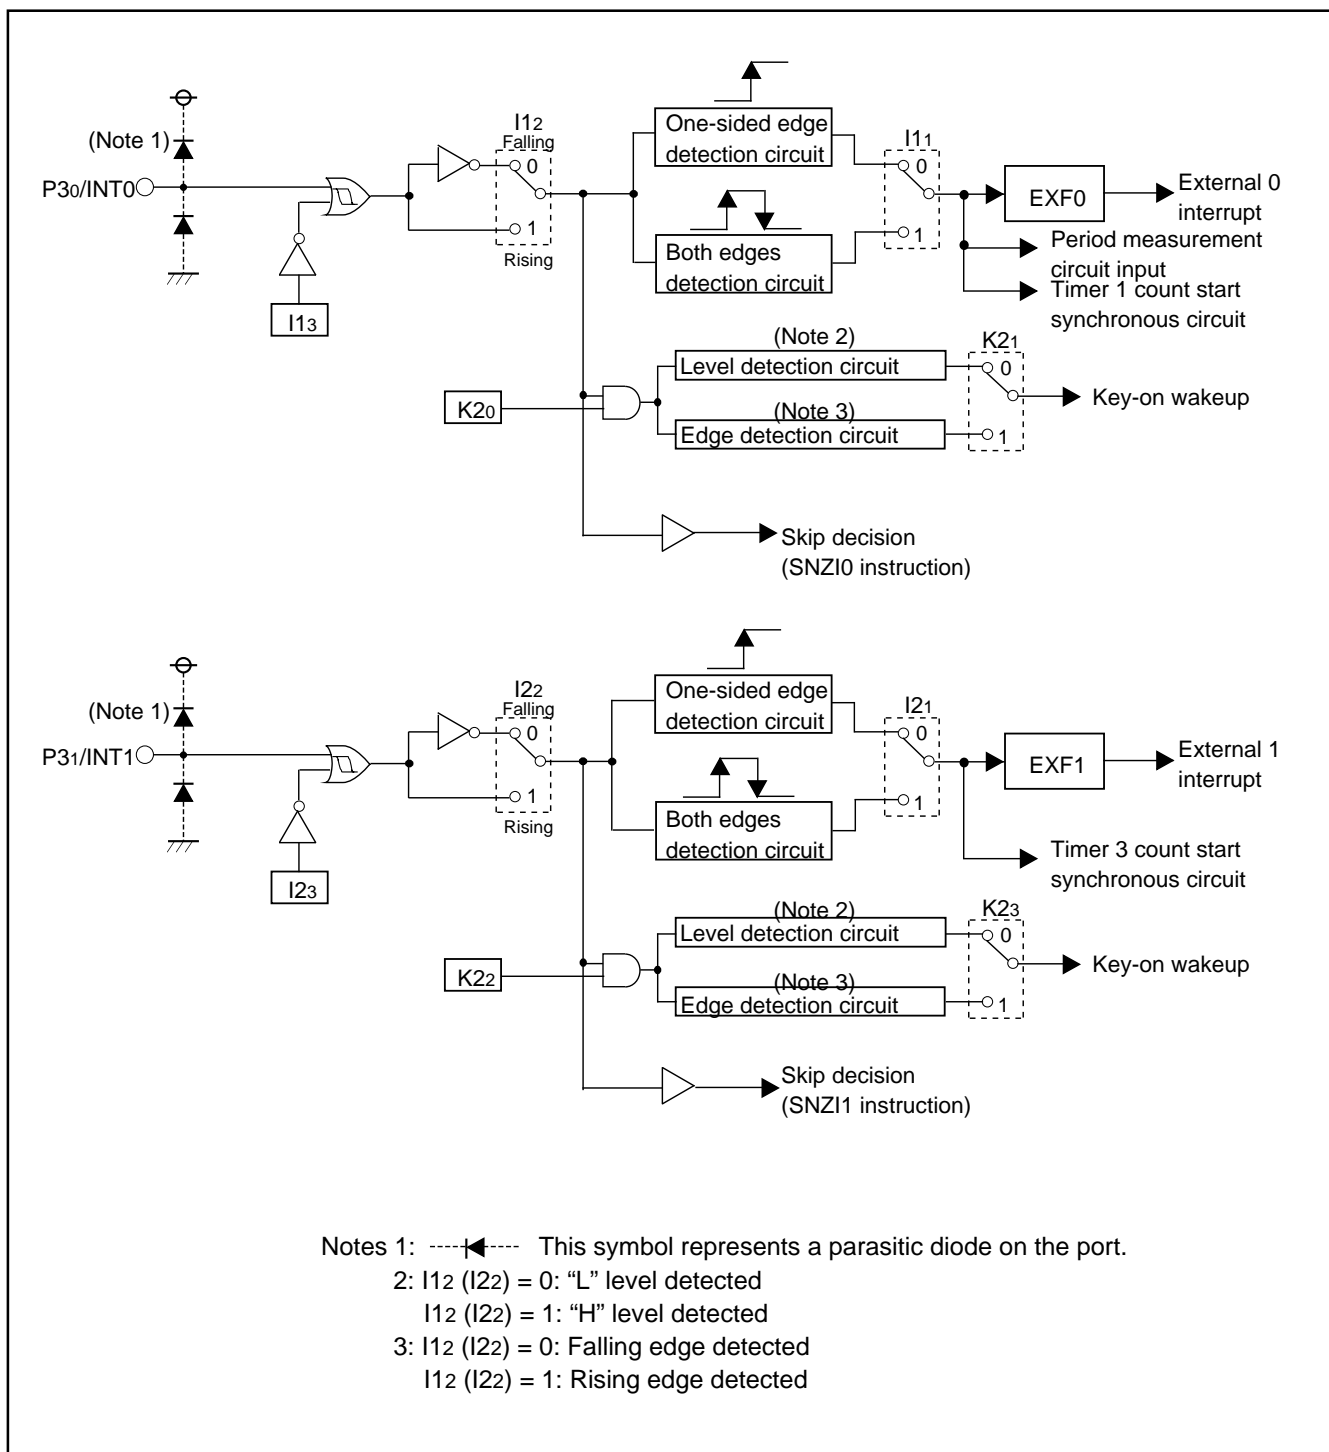 I12
Falling
One-sided edge
detection circuit
I11
(Note 1)
0
0
P30/INT0
EXF0
External 0
interrupt
1
Rising
Both edges
detection circuit
1
Period measurement
circuit input
Timer 1 count start
synchronous circuit
I13
(Note 2)
Level detection circuit
K21
0
K20
Key-on wakeup
(Note 3)
Edge detection circuit
1
Skip decision
(SNZI0 instruction)
I22
Falling
One-sided edge
detection circuit
I21
(Note 1)
0
0
P31/INT1
EXF1
External 1
interrupt
1
Rising
Both edges
detection circuit
1
Timer 3 count start
synchronous circuit
I23
(Note 2)
Level detection circuit
K23
0
K22
Key-on wakeup
(Note 3)
Edge detection circuit
1
Skip decision
(SNZI1 instruction)
Notes 1: This symbol represents a parasitic diode on the port.
2: I12 (I22) = 0: “L” level detected
I12 (I22) = 1: “H” level detected
3: I12 (I22) = 0: Falling edge detected
I12 (I22) = 1: Rising edge detected